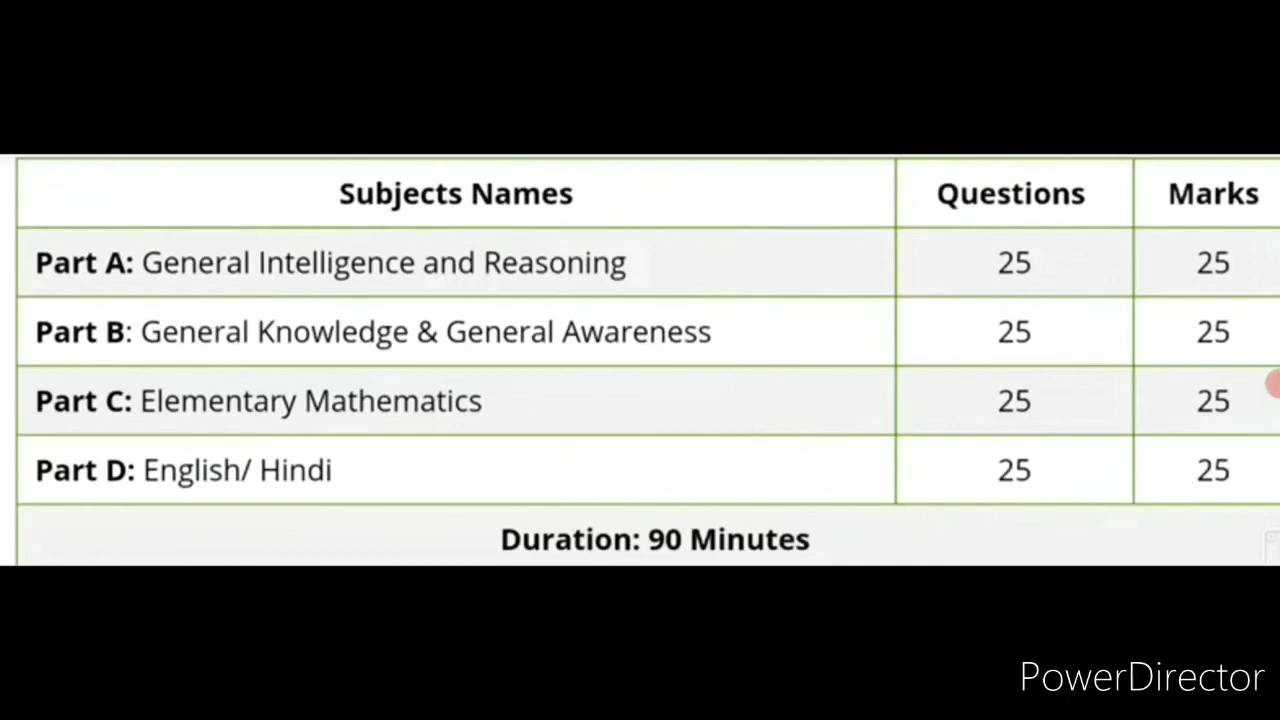 Subjects Names Questions Marks
Part A: General Intelligence and Reasoning 25 25
Part B: General Knowledge & General Awareness 25 25
Part C: Elementary Mathematics 25 25
Part D: English/ Hindi 25 25
Duration: 90 Minutes
PowerDirector